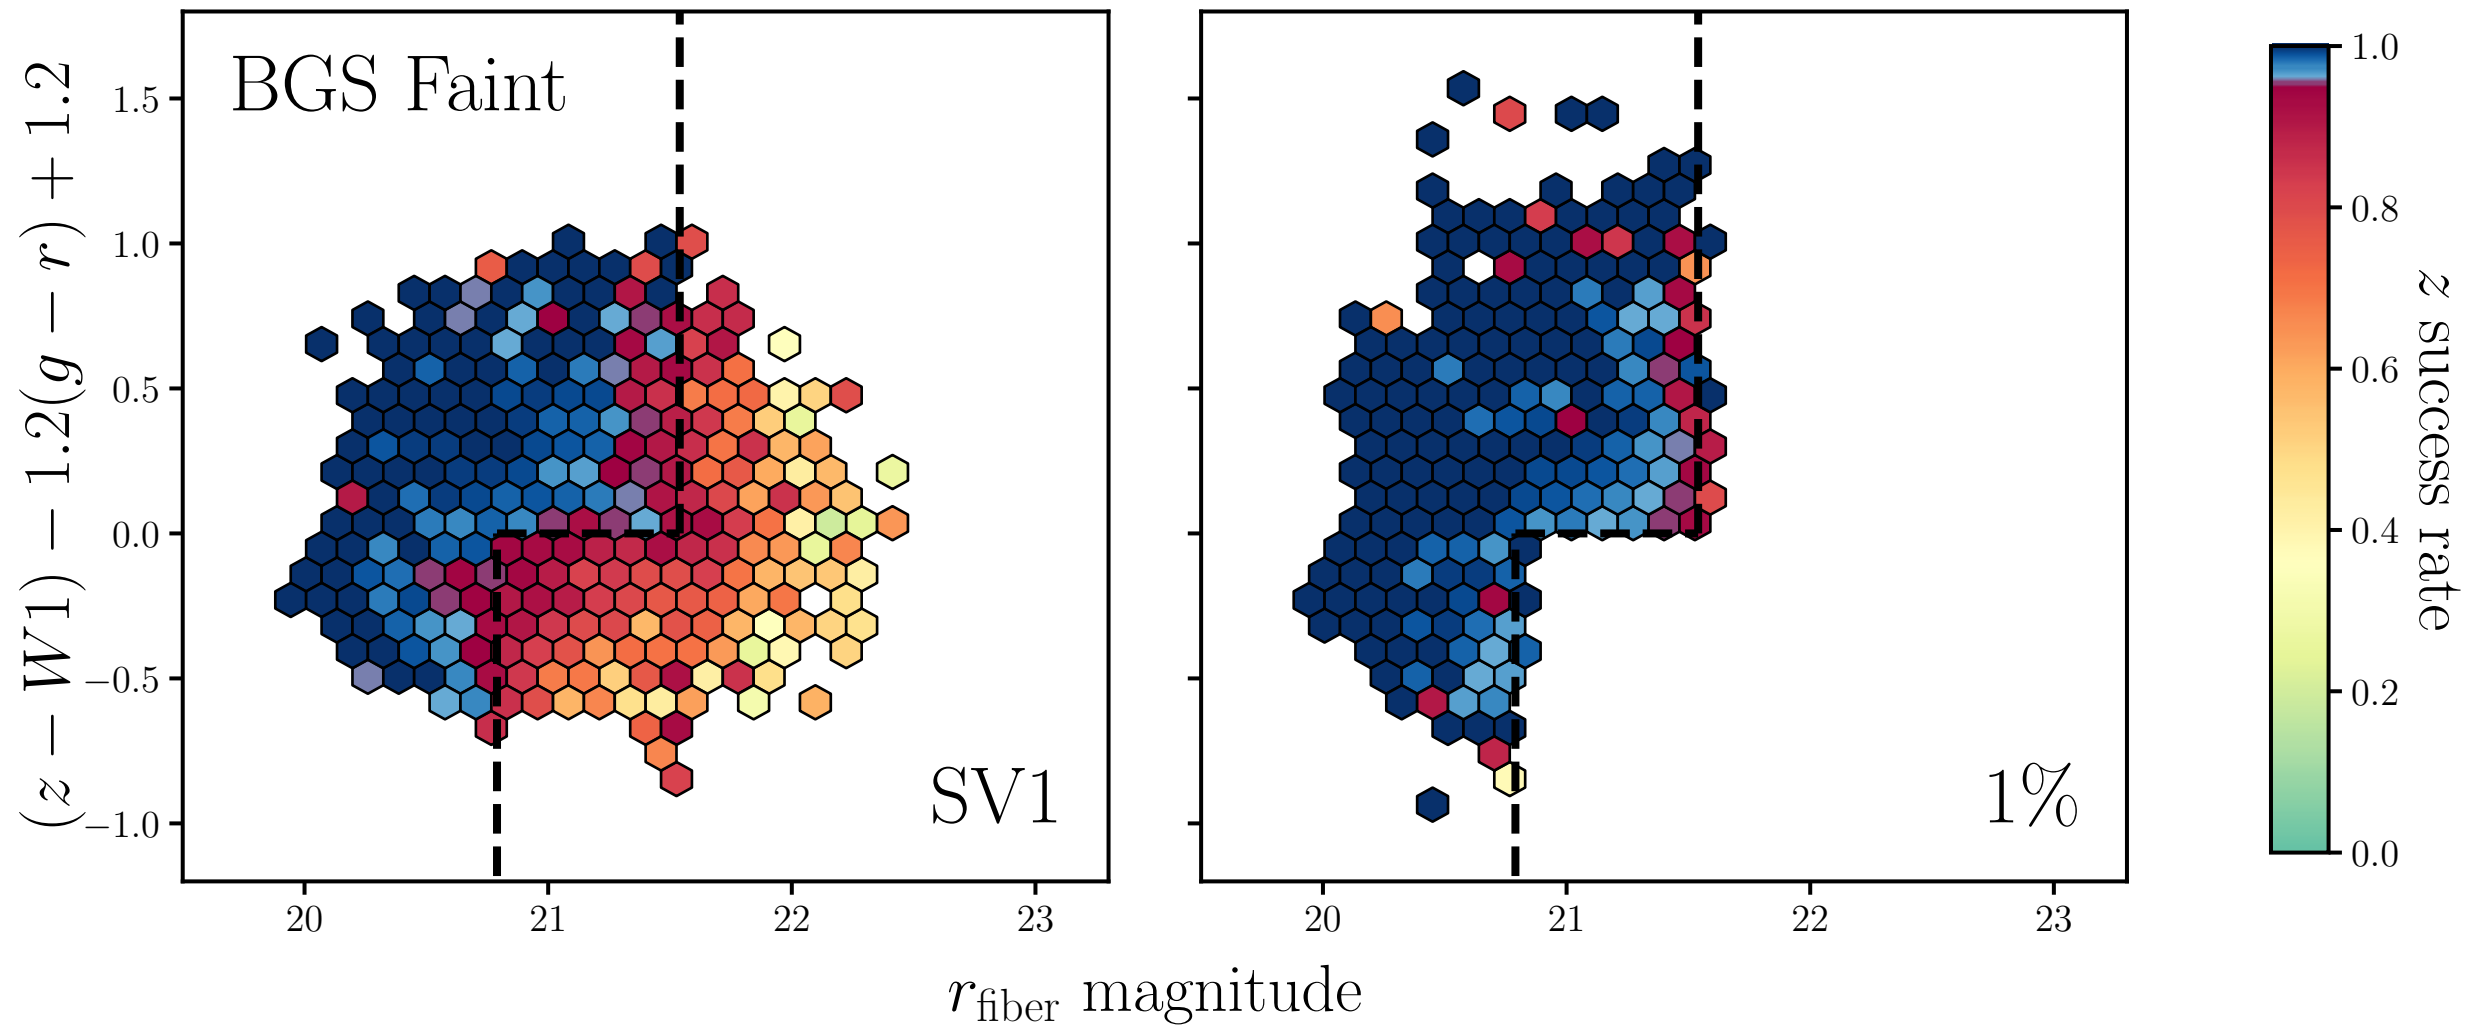 (z − W1) − 1.2(g − r) + 1.2
1.5
1.0
0.5
0.0
−0.5
−1.0
BGS Faint
SV1
20 21 22 23
1%
20 21 22 23
r_fiber magnitude
1.0
0.8
0.6
0.4
0.2
0.0
z success rate